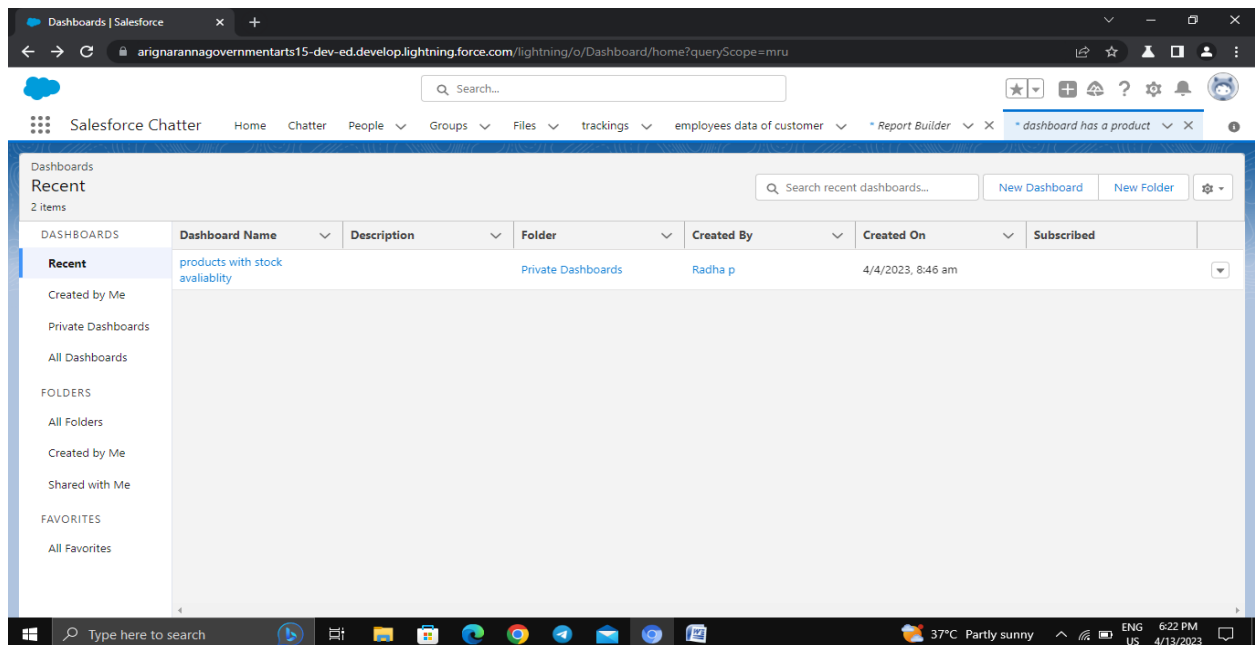 Dashboards | Salesforce
arignarannagovernmentarts15-dev-ed.develop.lightning.force.com/lightning/o/Dashboard/home?queryScope=mru
Search...
Salesforce Chatter Home Chatter People Groups Files trackings employees data of customer * Report Builder * dashboard has a product
Dashboards
Recent
2 items
Search recent dashboards... New Dashboard New Folder
DASHBOARDS
Dashboard Name Description Folder Created By Created On Subscribed
Recent
products with stock
avaliablity
Private Dashboards Radha p 4/4/2023, 8:46 am
Created by Me
Private Dashboards
All Dashboards
FOLDERS
All Folders
Created by Me
Shared with Me
FAVORITES
All Favorites
Type here to search
37°C Partly sunny
ENG
US
6:22 PM
4/13/2023